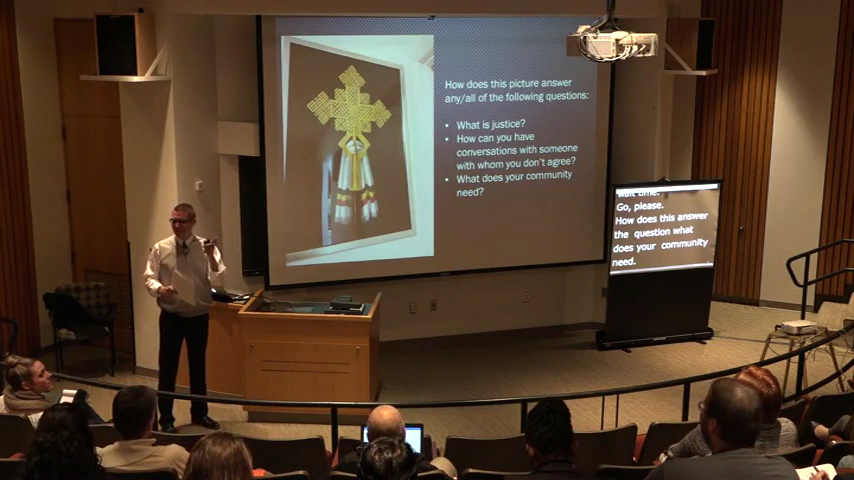 How does this picture answer
any/all of the following questions:
• What is justice?
• How can you have
conversations with someone
with whom you don't agree?
• What does your community
need?
wait time.
Go, please.
How does this answer
the question what
does your community
need.